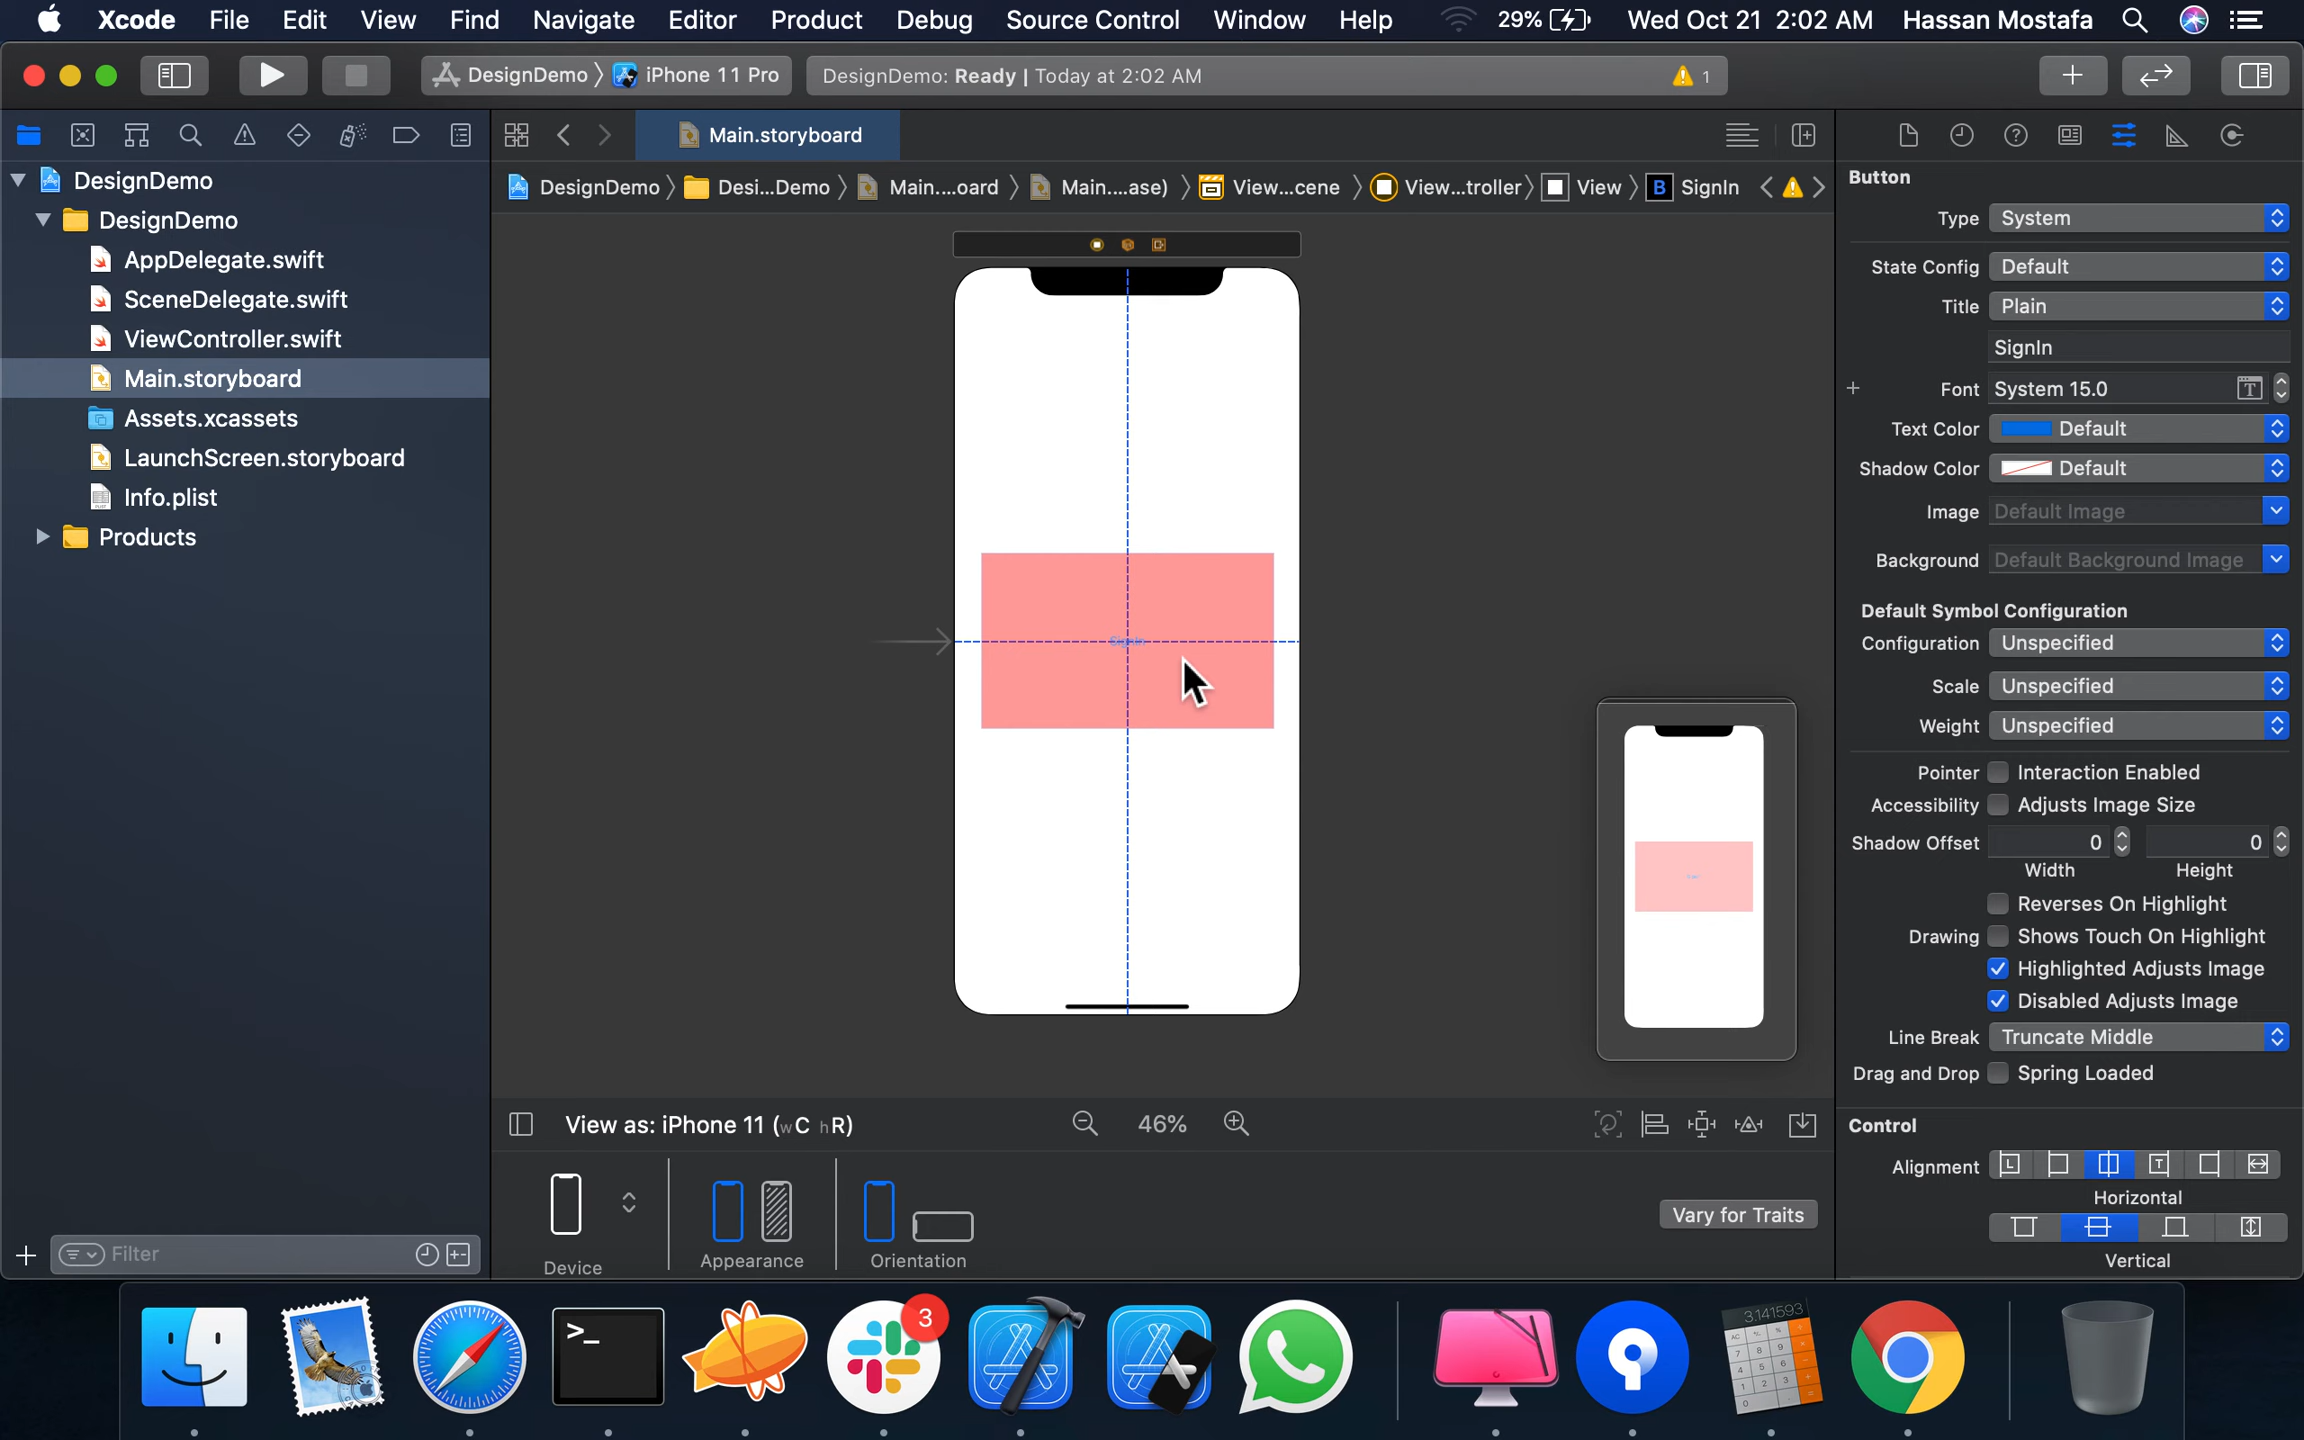 Xcode File Edit View Find Navigate Editor Product Debug Source Control Window Help 29% Wed Oct 21 2:02 AM Hassan Mostafa
DesignDemo iPhone 11 Pro DesignDemo: Ready | Today at 2:02 AM 1
Main.storyboard
DesignDemo Desi...Demo Main....oard Main....ase) View...cene View...troller View B SignIn
DesignDemo
DesignDemo
AppDelegate.swift
SceneDelegate.swift
ViewController.swift
Main.storyboard
Assets.xcassets
LaunchScreen.storyboard
Info.plist
Products
Filter
SignIn
View as: iPhone 11 (wC hR) 46%
Device
Appearance
Orientation
Vary for Traits
Button
Type System
State Config Default
Title Plain
SignIn
+ Font System 15.0 T
Text Color Default
Shadow Color Default
Image Default Image
Background Default Background Image
Default Symbol Configuration
Configuration Unspecified
Scale Unspecified
Weight Unspecified
Pointer Interaction Enabled
Accessibility Adjusts Image Size
Shadow Offset 0 0
Width Height
Reverses On Highlight
Drawing Shows Touch On Highlight
Highlighted Adjusts Image
Disabled Adjusts Image
Line Break Truncate Middle
Drag and Drop Spring Loaded
Control
Alignment L T
Horizontal
Vertical
>_
3
3.141593